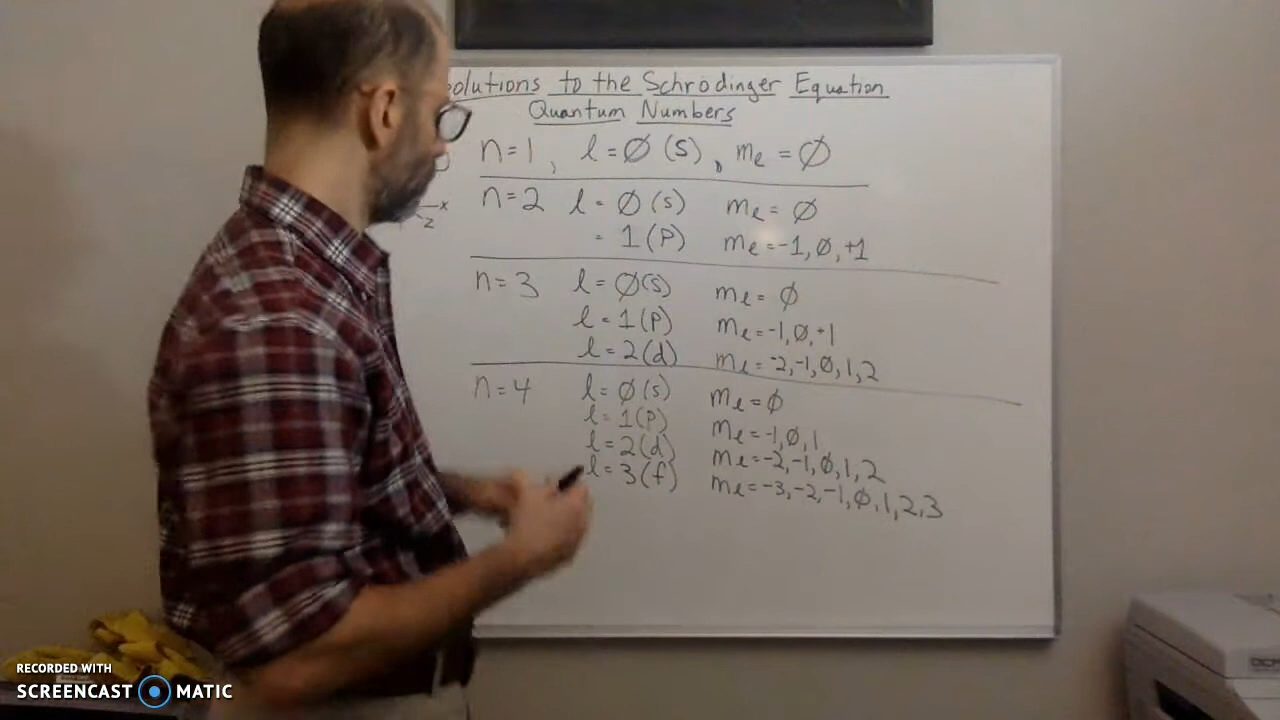 Solutions to the Schrödinger Equation
Quantum Numbers
n=1, l=∅ (s), mℓ=∅
n=2 l=∅(s) mℓ=∅
=1(P) mℓ=-1,∅,+1
n=3 l=∅(s) mℓ=∅
l=1(P) mℓ=-1,∅,+1
l=2(d) mℓ=-2,-1,∅,1,2
n=4 l=∅(s) mℓ=∅
l=1(P) mℓ=-1,∅,1
l=2(d) mℓ=-2,-1,∅,1,2
l=3(f) mℓ=-3,-2,-1,∅,1,2,3
x
z
RECORDED WITH
SCREENCAST MATIC